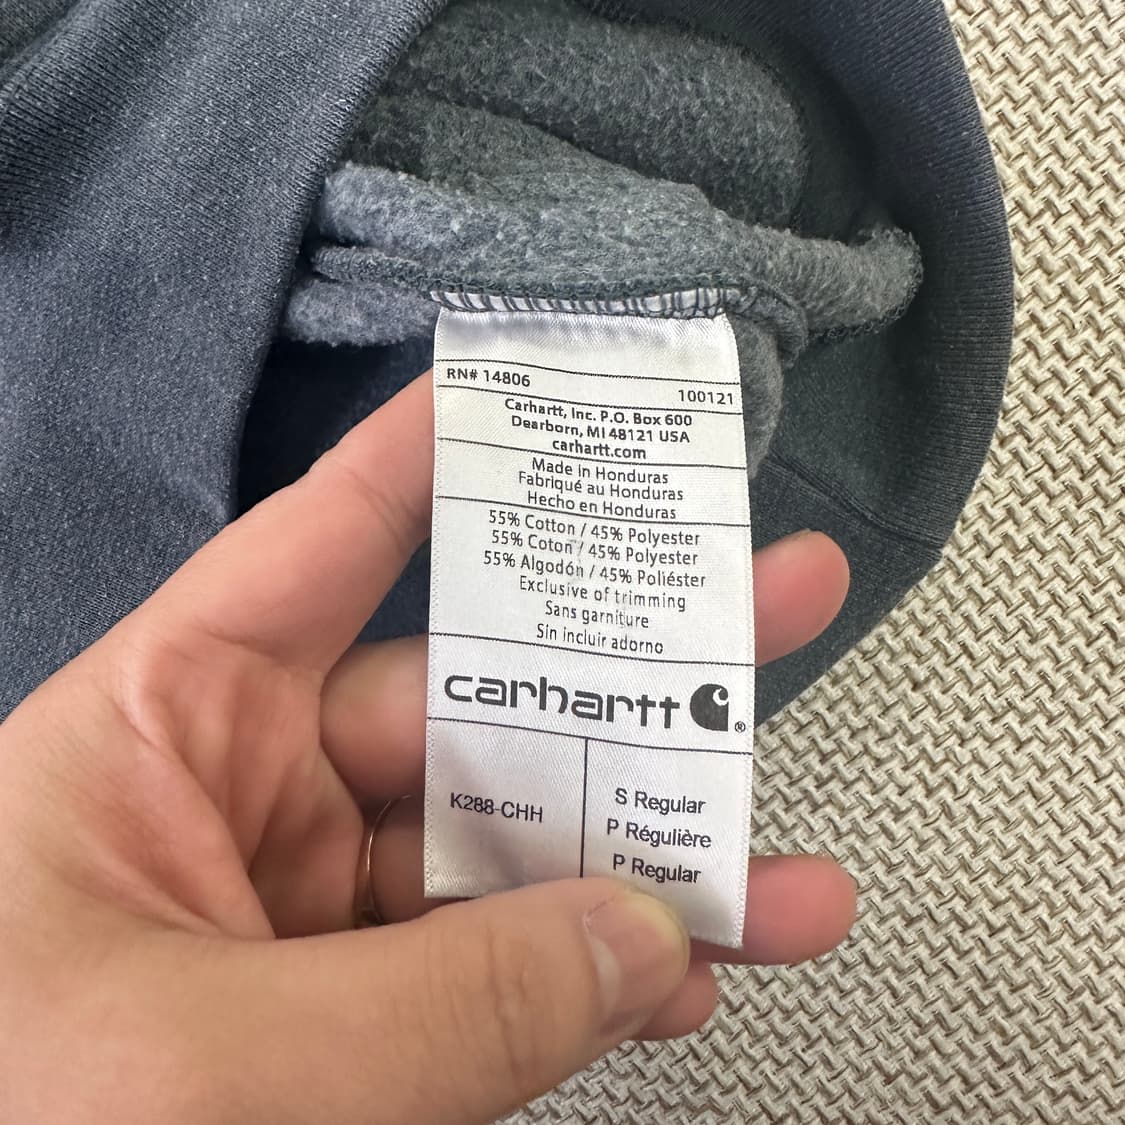 RN# 14806
100121
Carhartt, Inc. P.O. Box 600
Dearborn, MI 48121 USA
carhartt.com
Made in Honduras
Fabriqué au Honduras
Hecho en Honduras
55% Cotton / 45% Polyester
55% Coton / 45% Polyester
55% Algodón / 45% Poliéster
Exclusive of trimming
Sans garniture
Sin incluir adorno
carhartt ®
K288-CHH
S Regular
P Régulière
P Regular